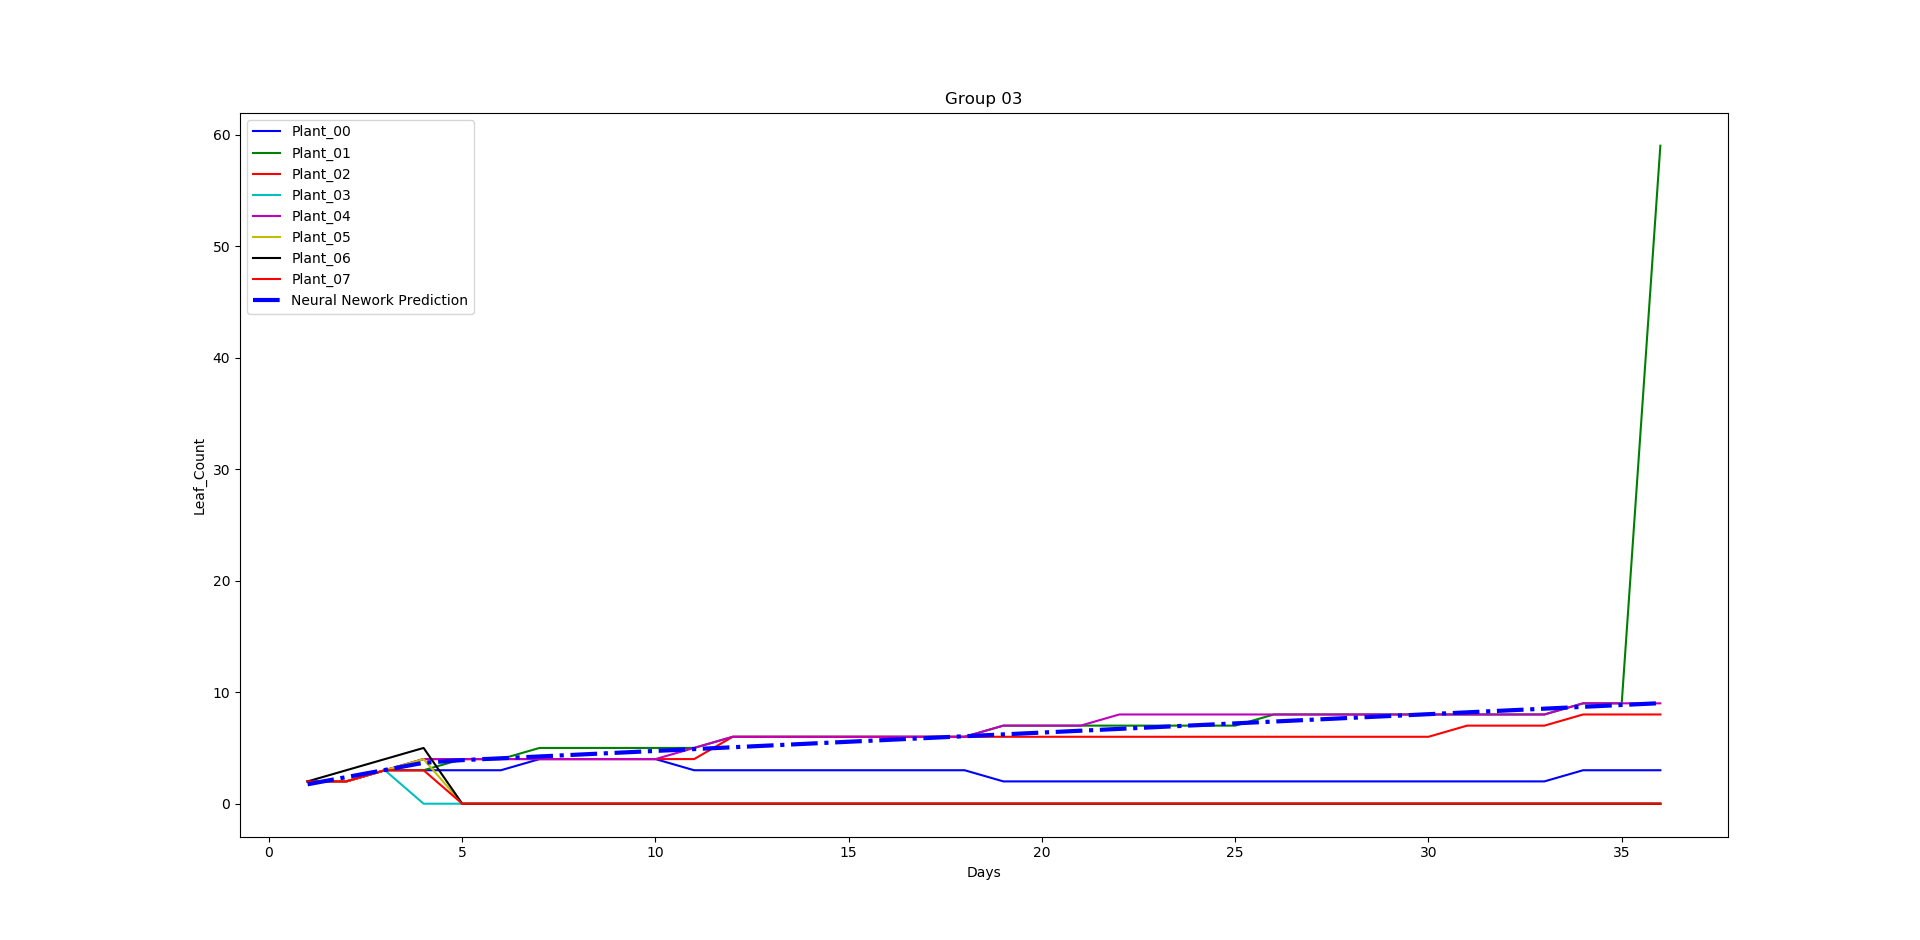 Group 03
Plant_00
Plant_01
Plant_02
Plant_03
Plant_04
Plant_05
Plant_06
Plant_07
Neural Nework Prediction
60
50
40
30
20
10
0
Leaf_Count
0 5 10 15 20 25 30 35
Days